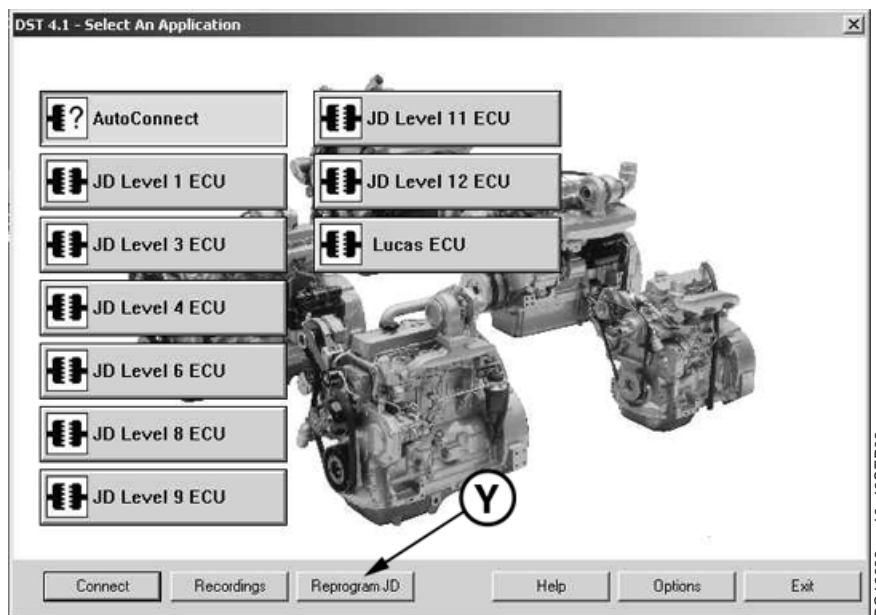 DST 4.1 - Select An Application
AutoConnect
JD Level 1 ECU
JD Level 3 ECU
JD Level 4 ECU
JD Level 6 ECU
JD Level 8 ECU
JD Level 9 ECU
JD Level 11 ECU
JD Level 12 ECU
Lucas ECU
Y
Connect
Recordings
Reprogram JD
Help
Options
Exit